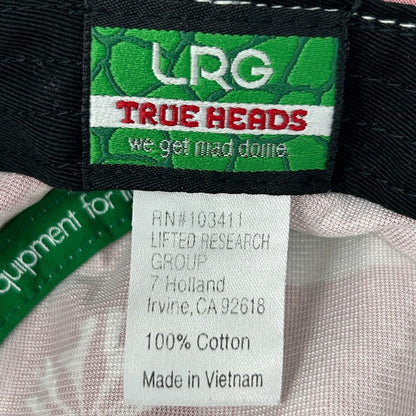 LRG
TRUE HEADS
we get mad dome
quipment for
RN#103411
LIFTED RESEARCH
GROUP
7 Holland
Irvine, CA 92618
100% Cotton
Made in Vietnam